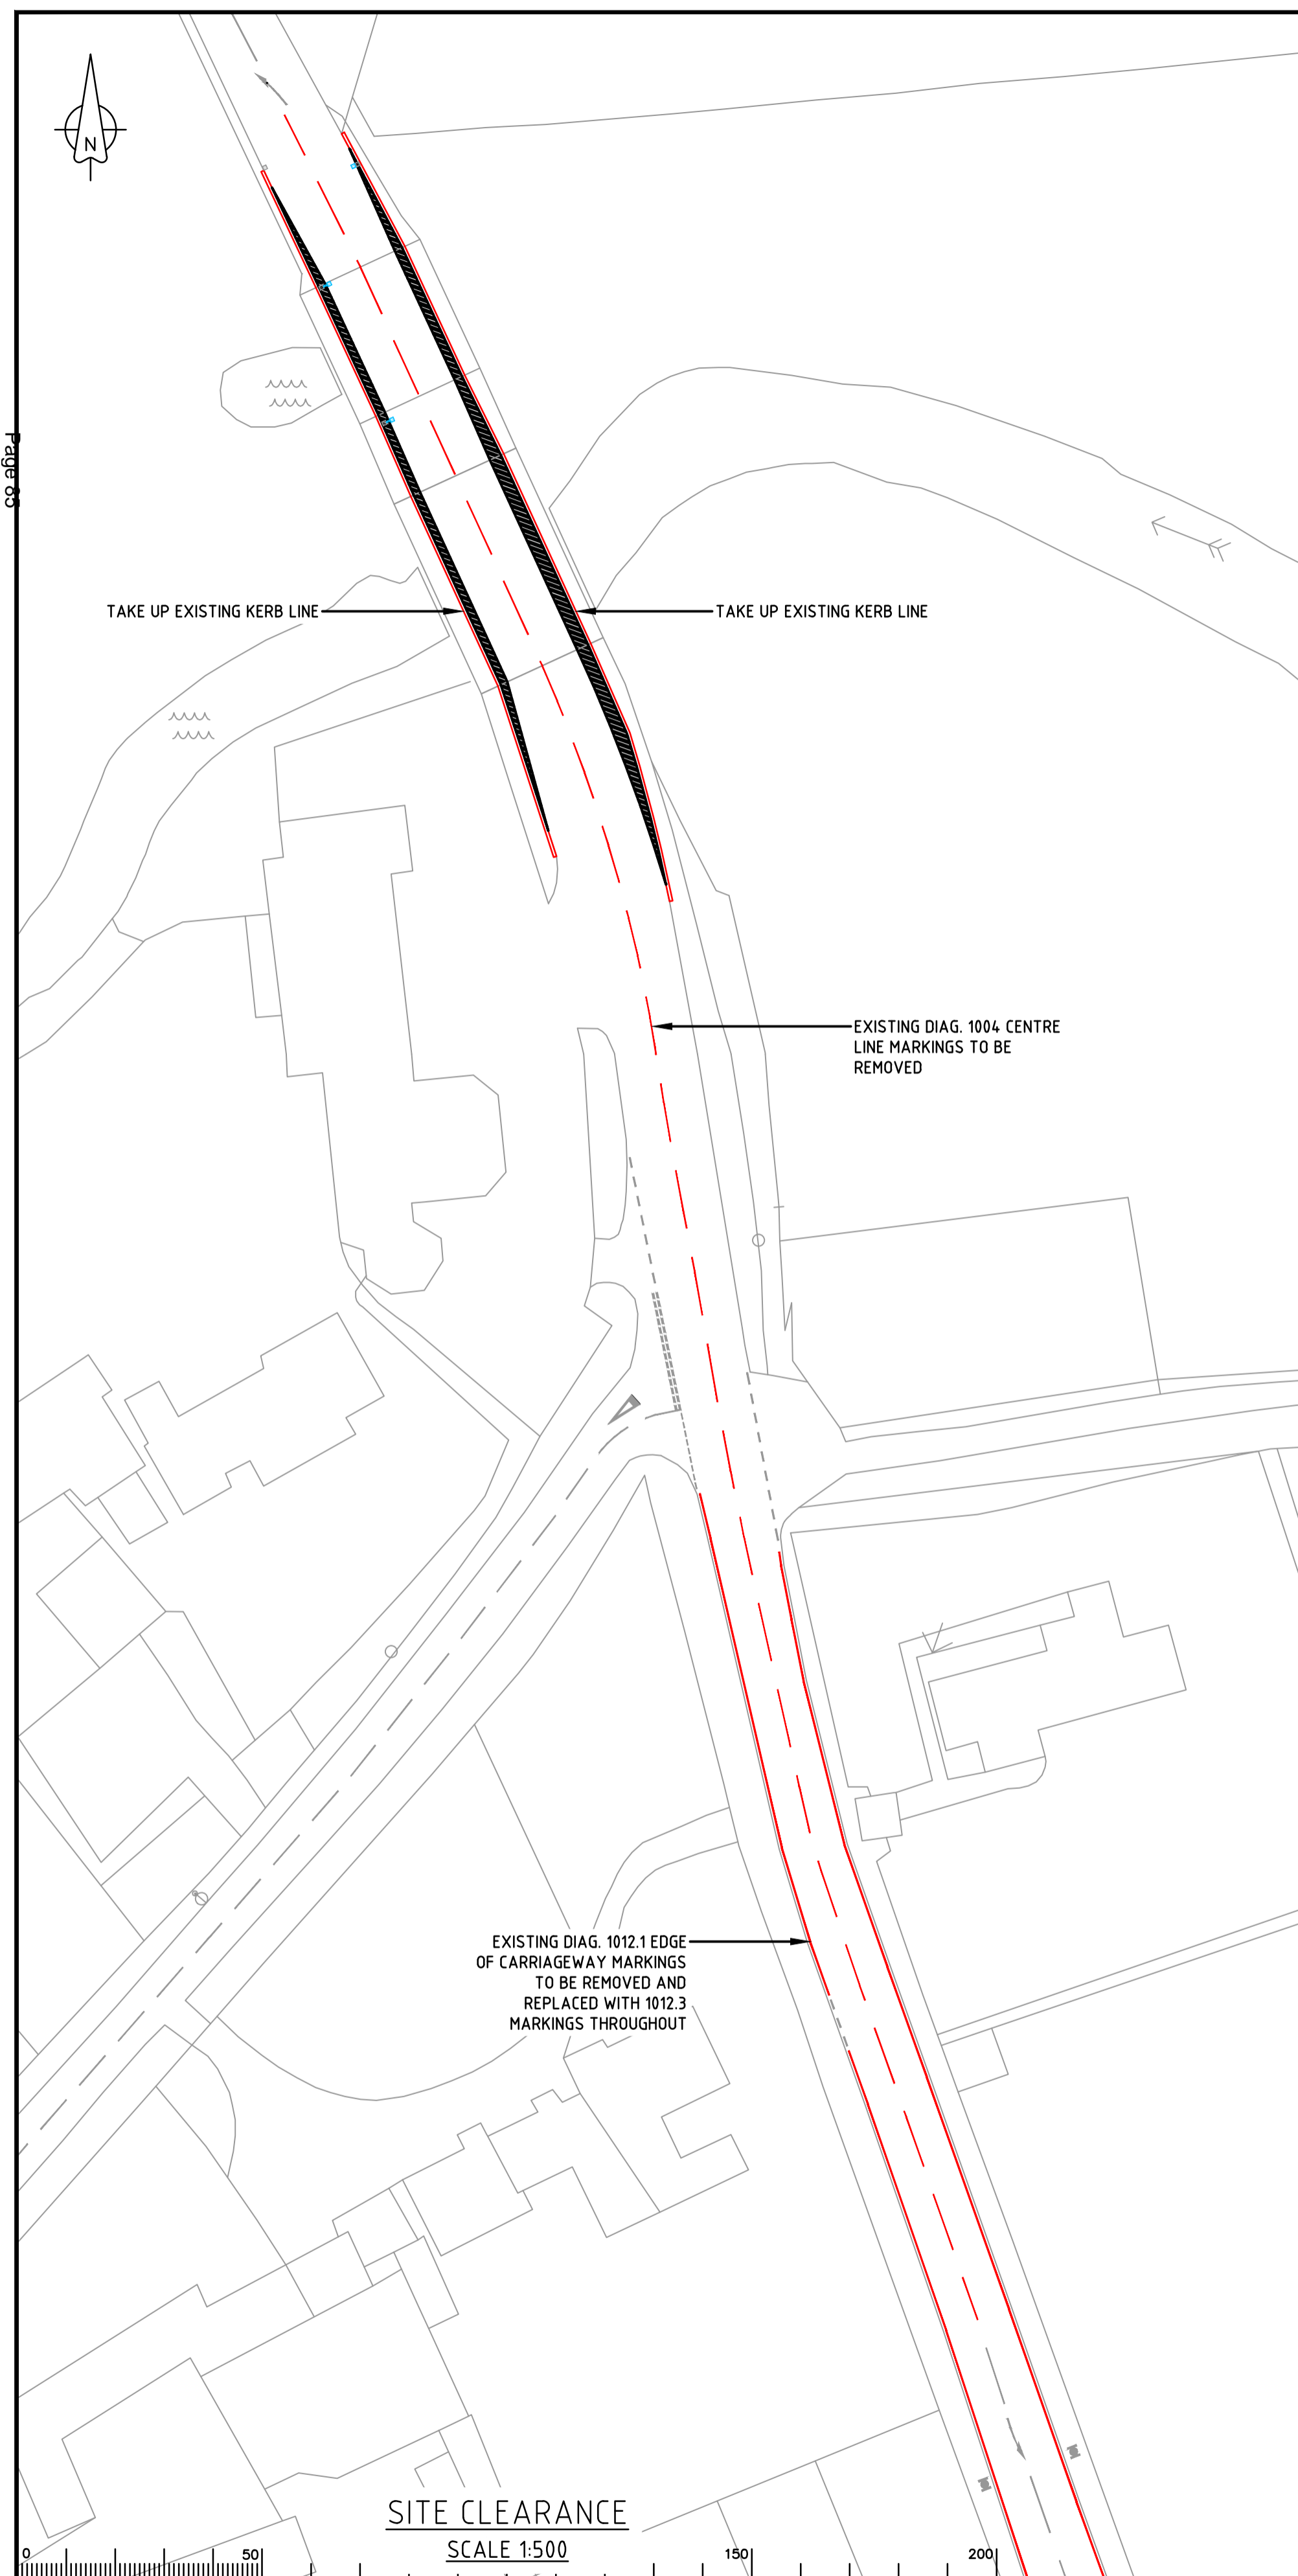 N
Page 85
TAKE UP EXISTING KERB LINE
TAKE UP EXISTING KERB LINE
EXISTING DIAG. 1004 CENTRE
LINE MARKINGS TO BE
REMOVED
EXISTING DIAG. 1012.1 EDGE
OF CARRIAGEWAY MARKINGS
TO BE REMOVED AND
REPLACED WITH 1012.3
MARKINGS THROUGHOUT
SITE CLEARANCE
SCALE 1:500
0
50
150
200